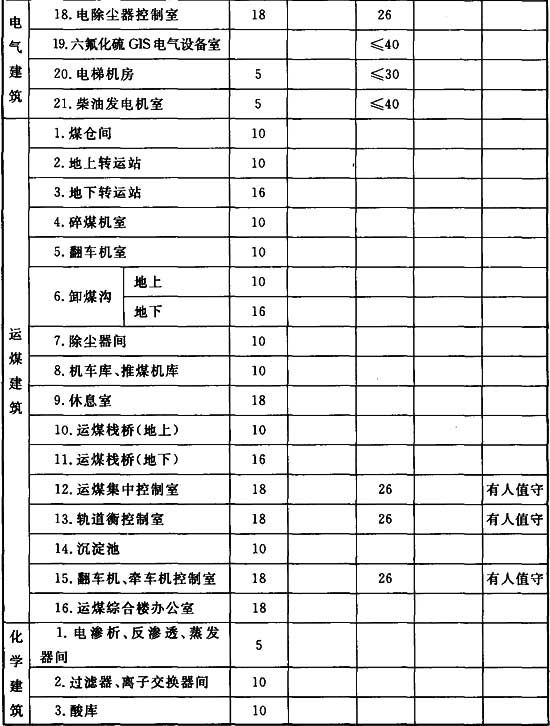 电气建筑
18.电除尘器控制室 18 26
19.六氟化硫 GIS 电气设备室 ≤40
20.电梯机房 5 ≤30
21.柴油发电机室 5 ≤40
运煤建筑
1.煤仓间 10
2.地上转运站 10
3.地下转运站 16
4.碎煤机室 10
5.翻车机室 10
6.卸煤沟 地上 10
地下 16
7.除尘器间 10
8.机车库、推煤机库 10
9.休息室 18
10.运煤栈桥(地上) 10
11.运煤栈桥(地下) 16
12.运煤集中控制室 18 26 有人值守
13.轨道衡控制室 18 26 有人值守
14.沉淀池 10
15.翻车机、牵车机控制室 18 26 有人值守
16.运煤综合楼办公室 18
化学建筑
1.电渗析、反渗透、蒸发
器间 5
2.过滤器、离子交换器间 10
3.酸库 10